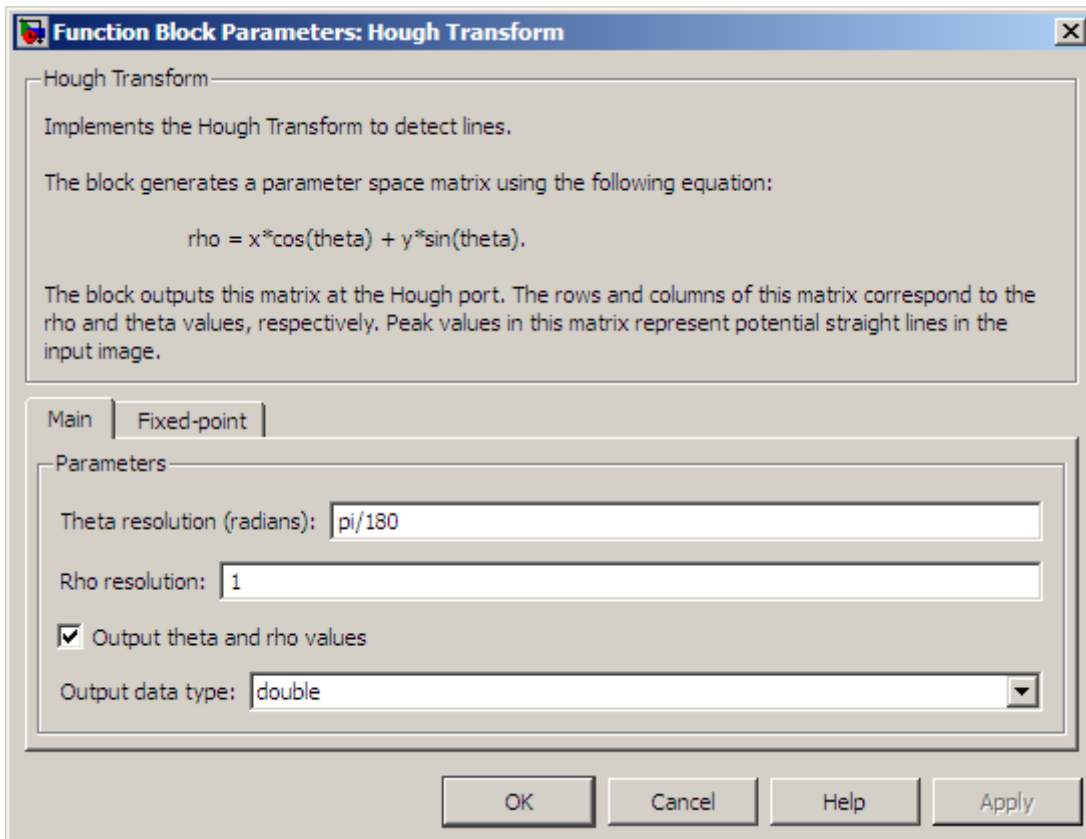 Function Block Parameters: Hough Transform
Hough Transform
Implements the Hough Transform to detect lines.
The block generates a parameter space matrix using the following equation:
rho = x*cos(theta) + y*sin(theta).
The block outputs this matrix at the Hough port. The rows and columns of this matrix correspond to the
rho and theta values, respectively. Peak values in this matrix represent potential straight lines in the
input image.
Main Fixed-point
Parameters
Theta resolution (radians): pi/180
Rho resolution: 1
Output theta and rho values
Output data type: double
OK Cancel Help Apply